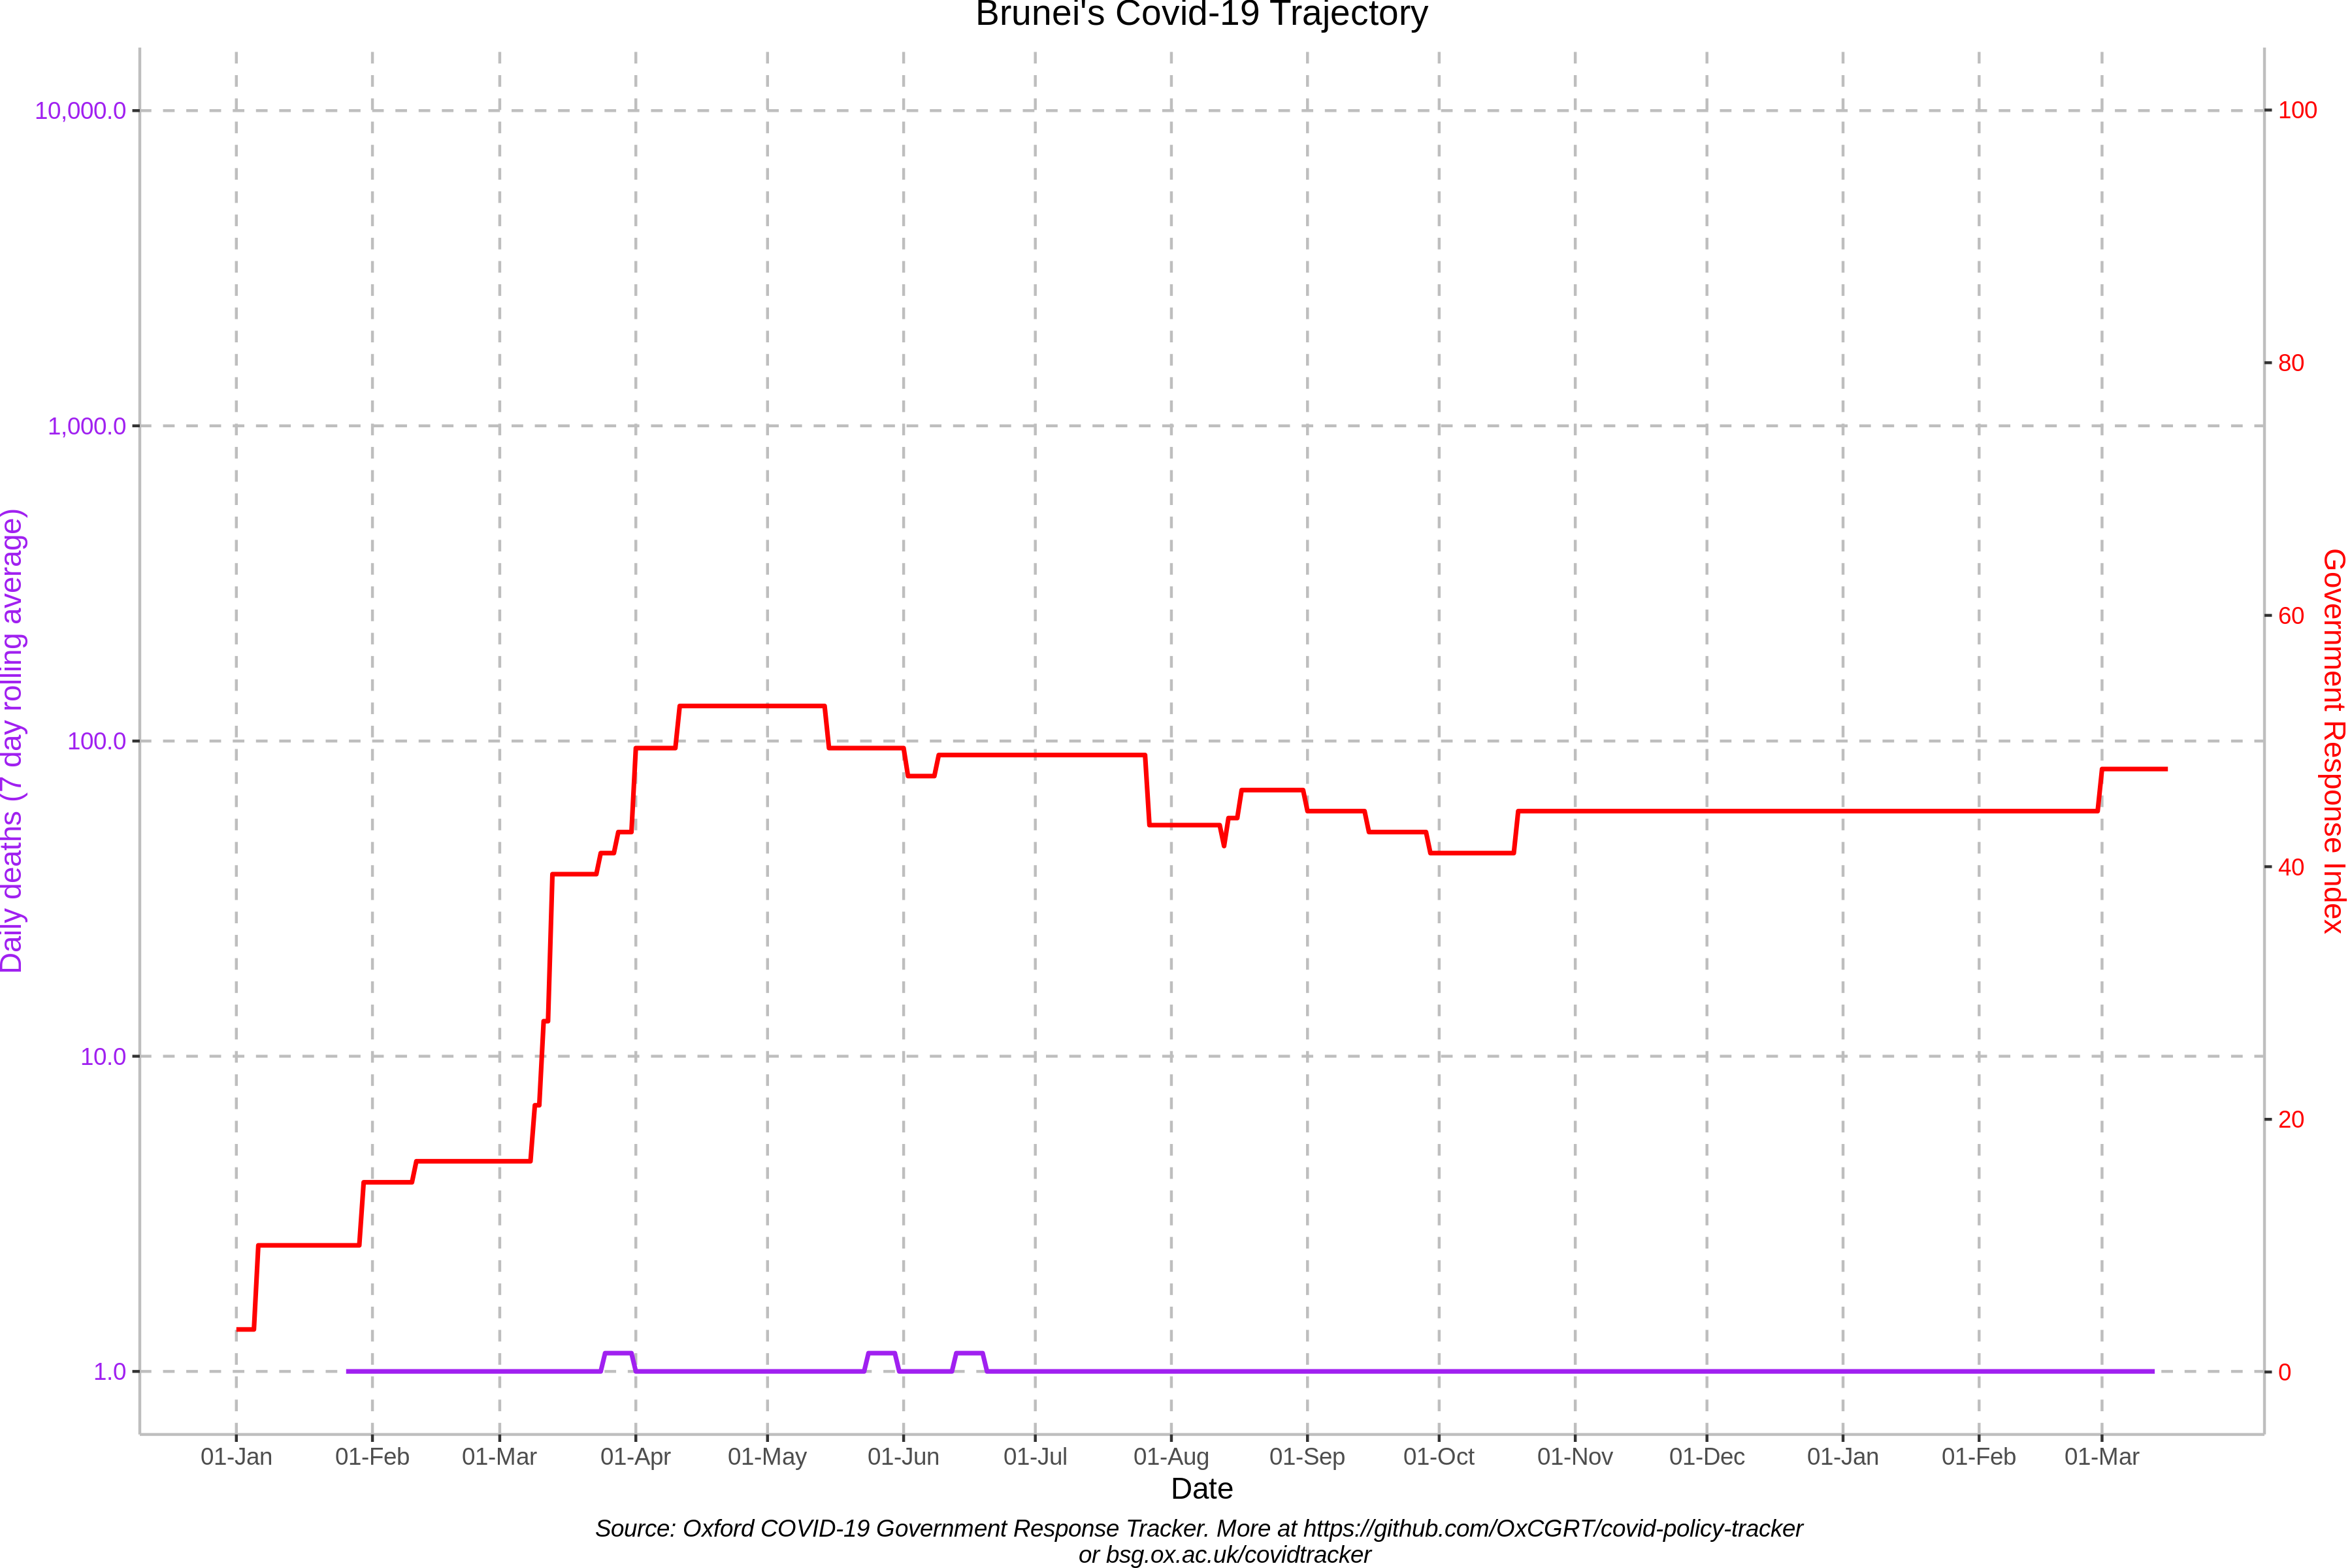 Brunei's Covid-19 Trajectory
10,000.0
1,000.0
100.0
10.0
1.0
Daily deaths (7 day rolling average)
100
80
60
40
20
0
Government Response Index
01-Jan 01-Feb 01-Mar 01-Apr 01-May 01-Jun 01-Jul 01-Aug 01-Sep 01-Oct 01-Nov 01-Dec 01-Jan 01-Feb 01-Mar
Date
Source: Oxford COVID-19 Government Response Tracker. More at https://github.com/OxCGRT/covid-policy-tracker
or bsg.ox.ac.uk/covidtracker